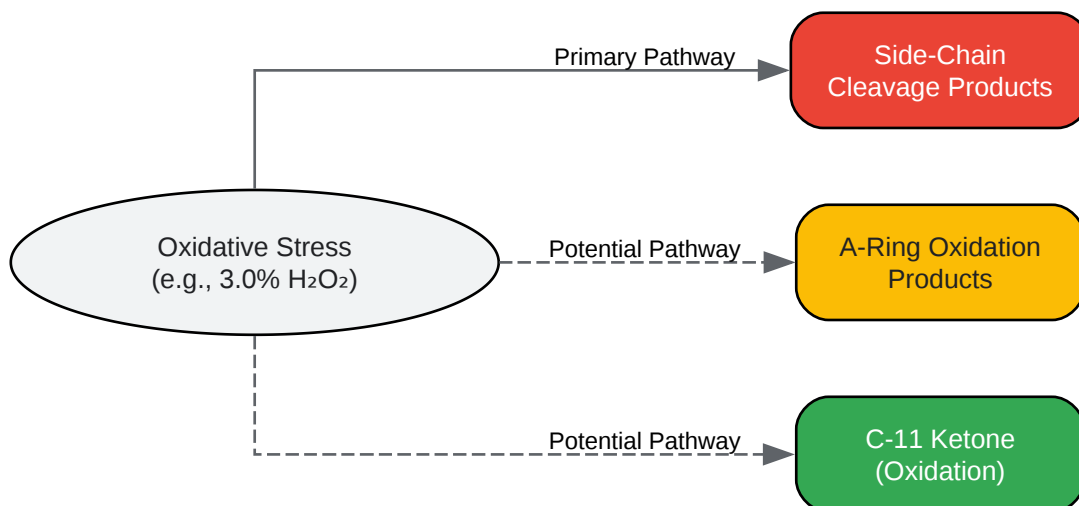 Primary Pathway
Side-Chain
Cleavage Products
Oxidative Stress
(e.g., 3.0% H₂O₂)
Potential Pathway
A-Ring Oxidation
Products
Potential Pathway
C-11 Ketone
(Oxidation)